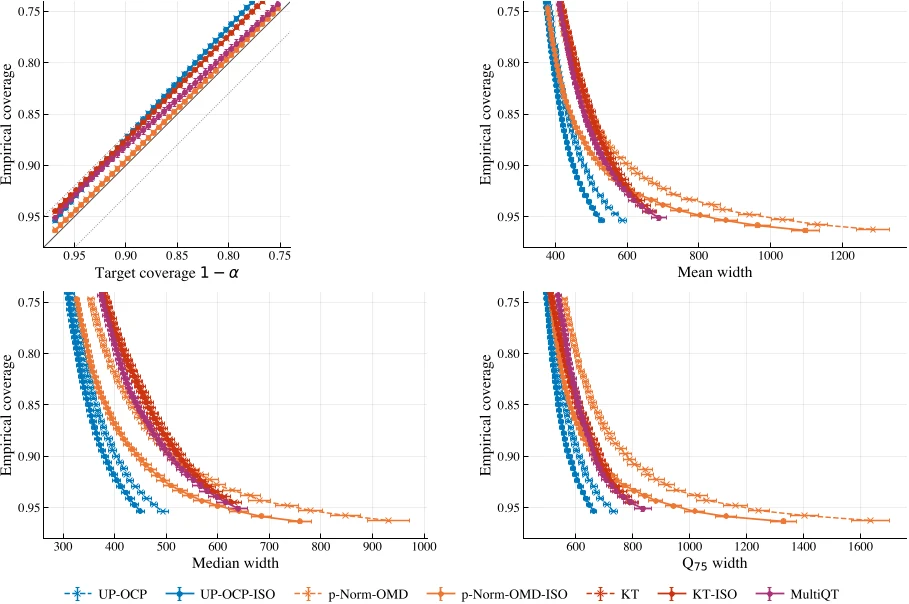 0.75
0.80
0.85
0.90
0.95
Empirical coverage
0.95 0.90 0.85 0.80 0.75
Target coverage 1 − α
0.75
0.80
0.85
0.90
0.95
Empirical coverage
400 600 800 1000 1200
Mean width
0.75
0.80
0.85
0.90
0.95
Empirical coverage
300 400 500 600 700 800 900 1000
Median width
0.75
0.80
0.85
0.90
0.95
Empirical coverage
600 800 1000 1200 1400 1600
Q75 width
UP-OCP UP-OCP-ISO p-Norm-OMD p-Norm-OMD-ISO KT KT-ISO MultiQT